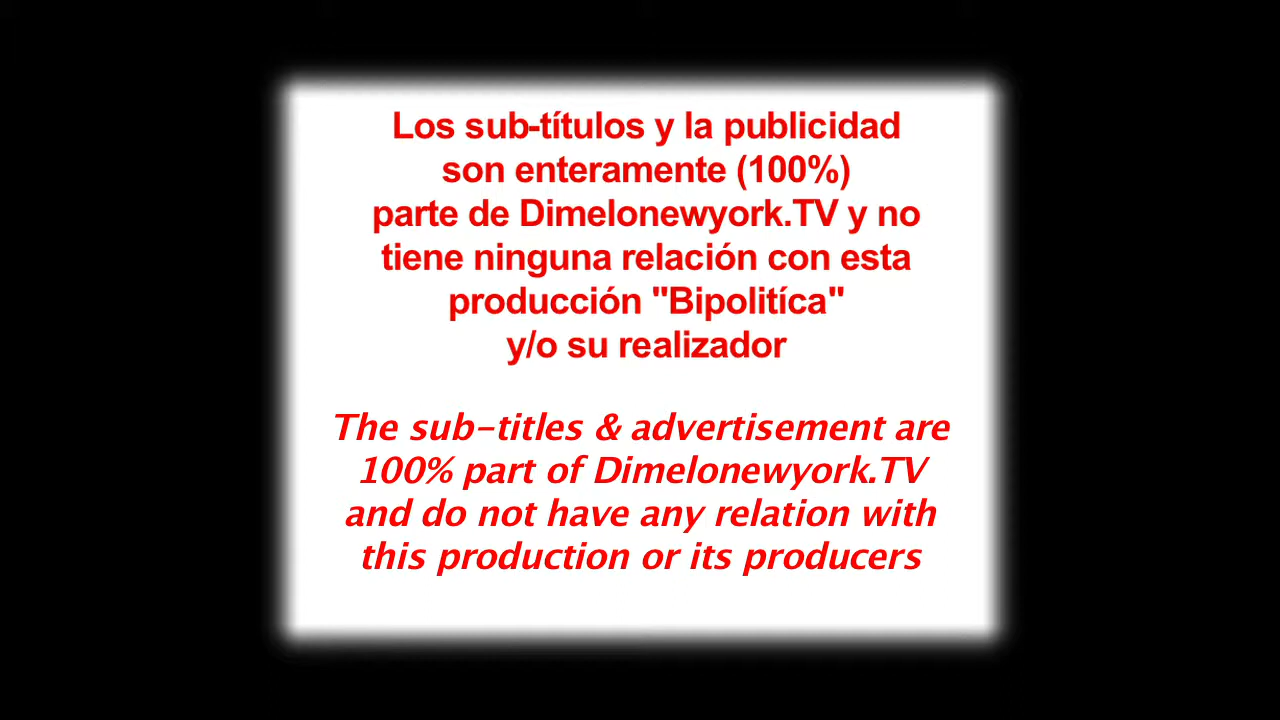 Los sub-títulos y la publicidad
son enteramente (100%)
parte de Dimelonewyork.TV y no
tiene ninguna relación con esta
producción "Bipolitíca"
y/o su realizador
The sub-titles & advertisement are
100% part of Dimelonewyork.TV
and do not have any relation with
this production or its producers